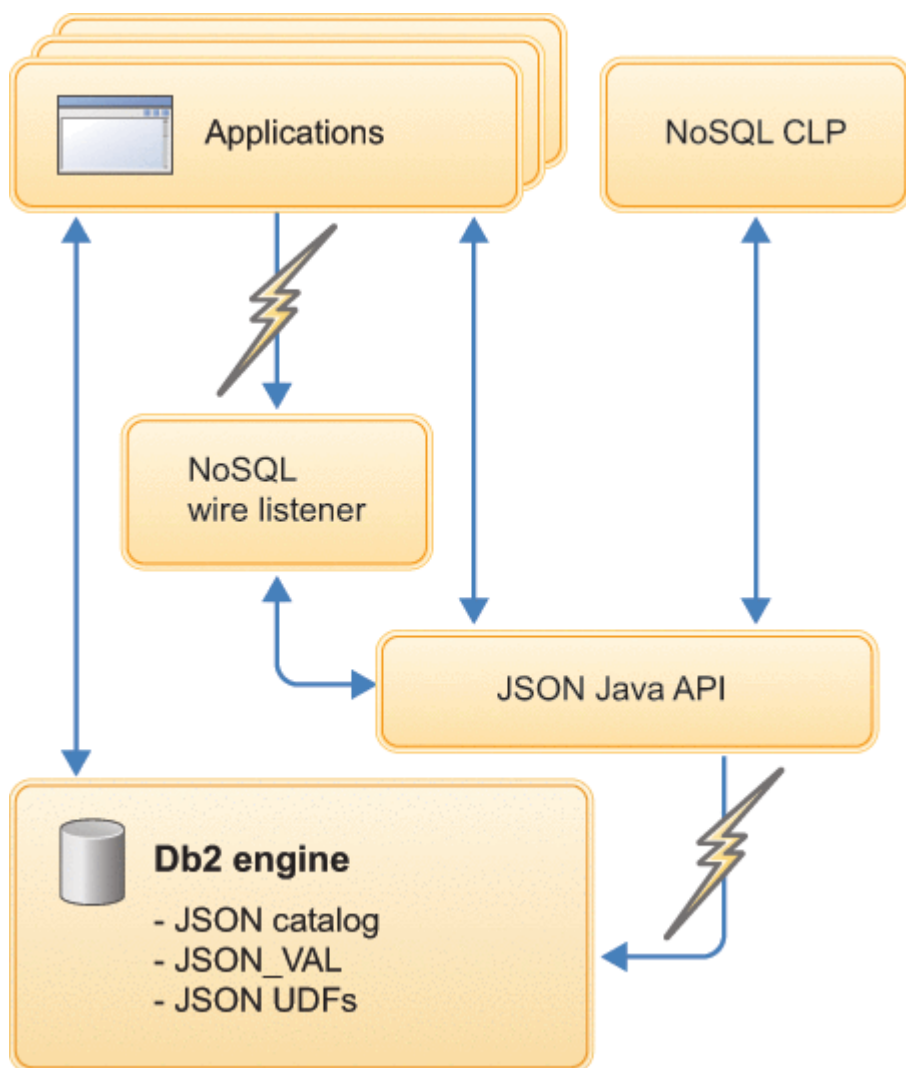 Applications
NoSQL CLP
NoSQL
wire listener
JSON Java API
Db2 engine
- JSON catalog
- JSON_VAL
- JSON UDFs